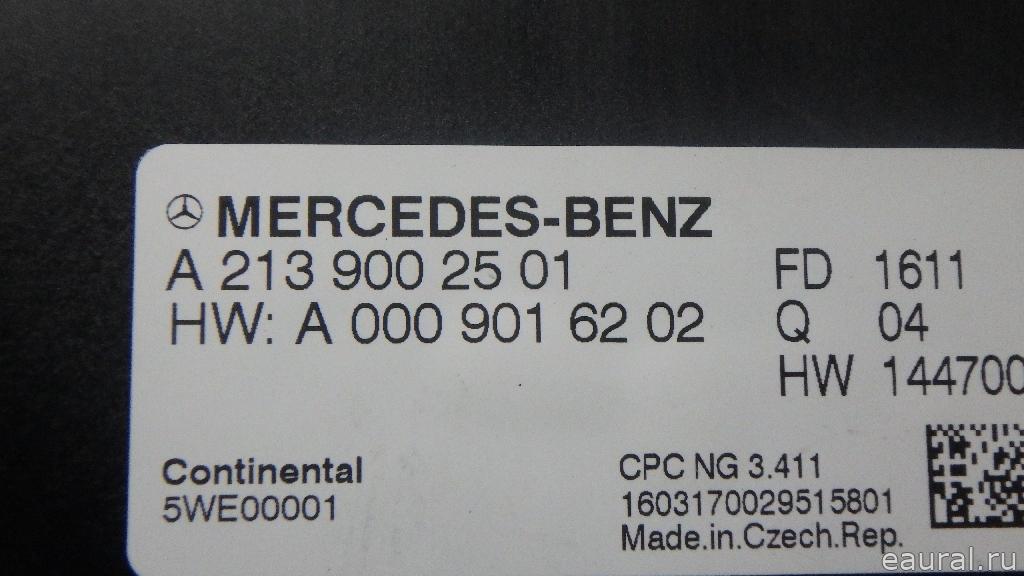 MERCEDES-BENZ
A 213 900 25 01
FD 1611
HW: A 000 901 62 02
Q 04
HW 144700
Continental
5WE00001
CPC NG 3.411
1603170029515801
Made.in.Czech.Rep.
eaural.ru